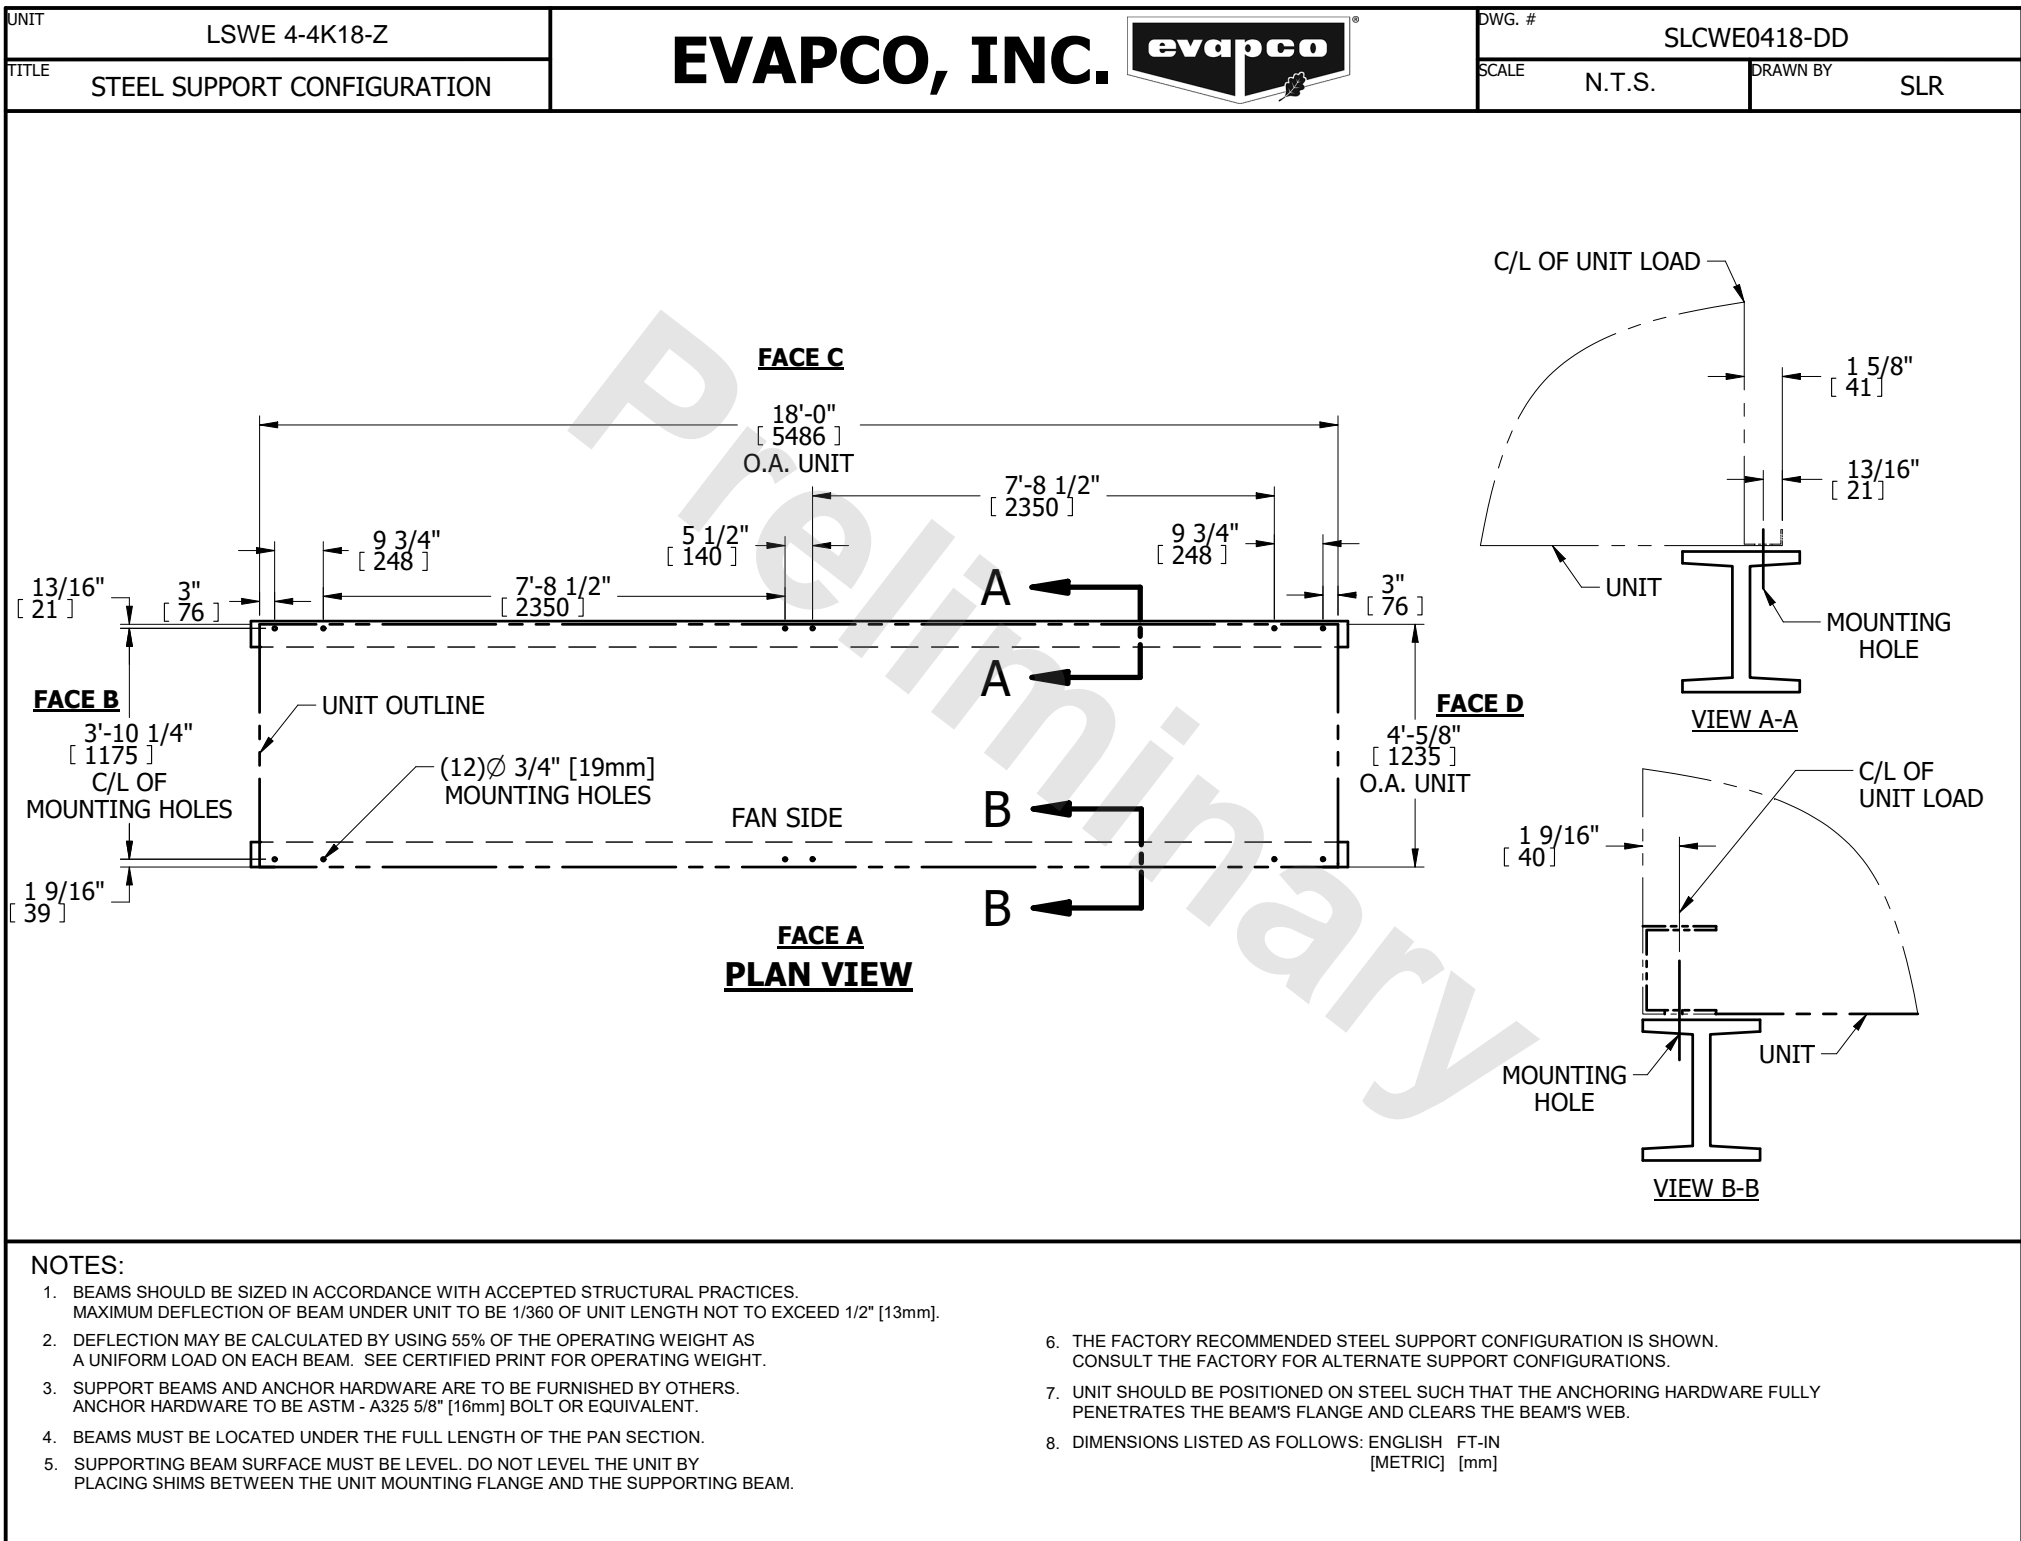 UNIT
LSWE 4-4K18-Z
TITLE
STEEL SUPPORT CONFIGURATION
EVAPCO, INC.
evapco
®
DWG. #
SLCWE0418-DD
SCALE
N.T.S.
DRAWN BY
SLR
Preliminary
FACE C
18'-0"
[ 5486 ]
O.A. UNIT
7'-8 1/2"
[ 2350 ]
9 3/4"
[ 248 ]
5 1/2"
[ 140 ]
9 3/4"
[ 248 ]
13/16"
[ 21 ]
3"
[ 76 ]
7'-8 1/2"
[ 2350 ]
A
3"
[ 76 ]
A
FACE B
UNIT OUTLINE
3'-10 1/4"
[ 1175 ]
C/L OF
MOUNTING HOLES
(12)∅ 3/4" [19mm]
MOUNTING HOLES
FAN SIDE
B
B
FACE D
4'-5/8"
[ 1235 ]
O.A. UNIT
1 9/16"
[ 39 ]
FACE A
PLAN VIEW
C/L OF UNIT LOAD
1 5/8"
[ 41 ]
13/16"
[ 21 ]
UNIT
MOUNTING
HOLE
VIEW A-A
C/L OF
UNIT LOAD
1 9/16"
[ 40 ]
UNIT
MOUNTING
HOLE
VIEW B-B
NOTES:
1. BEAMS SHOULD BE SIZED IN ACCORDANCE WITH ACCEPTED STRUCTURAL PRACTICES.
MAXIMUM DEFLECTION OF BEAM UNDER UNIT TO BE 1/360 OF UNIT LENGTH NOT TO EXCEED 1/2" [13mm].
2. DEFLECTION MAY BE CALCULATED BY USING 55% OF THE OPERATING WEIGHT AS
A UNIFORM LOAD ON EACH BEAM. SEE CERTIFIED PRINT FOR OPERATING WEIGHT.
3. SUPPORT BEAMS AND ANCHOR HARDWARE ARE TO BE FURNISHED BY OTHERS.
ANCHOR HARDWARE TO BE ASTM - A325 5/8" [16mm] BOLT OR EQUIVALENT.
4. BEAMS MUST BE LOCATED UNDER THE FULL LENGTH OF THE PAN SECTION.
5. SUPPORTING BEAM SURFACE MUST BE LEVEL. DO NOT LEVEL THE UNIT BY
PLACING SHIMS BETWEEN THE UNIT MOUNTING FLANGE AND THE SUPPORTING BEAM.
6. THE FACTORY RECOMMENDED STEEL SUPPORT CONFIGURATION IS SHOWN.
CONSULT THE FACTORY FOR ALTERNATE SUPPORT CONFIGURATIONS.
7. UNIT SHOULD BE POSITIONED ON STEEL SUCH THAT THE ANCHORING HARDWARE FULLY
PENETRATES THE BEAM'S FLANGE AND CLEARS THE BEAM'S WEB.
8. DIMENSIONS LISTED AS FOLLOWS: ENGLISH FT-IN
[METRIC] [mm]